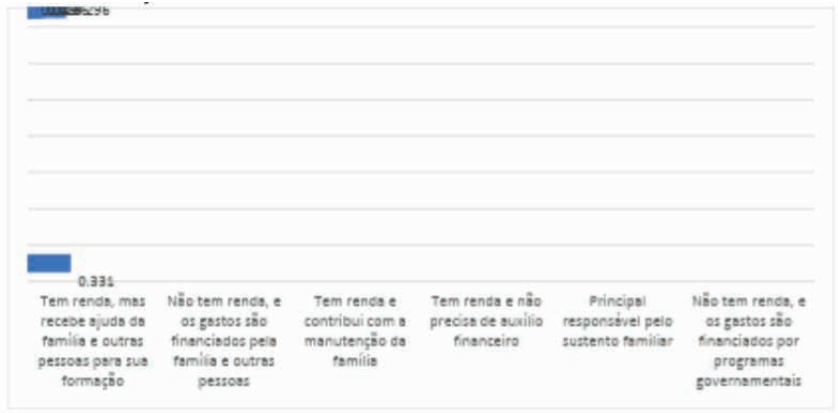 0.331
Tem renda, mas
recebe ajuda da
família e outras
pessoas para sua
formação
Não tem renda, e
os gastos são
financiados pela
família e outras
pessoas
Tem renda e
contribui com a
manutenção da
família
Tem renda e não
precisa de auxílio
financeiro
Principal
responsável pelo
sustento familiar
Não tem renda, e
os gastos são
financiados por
programas
governamentais